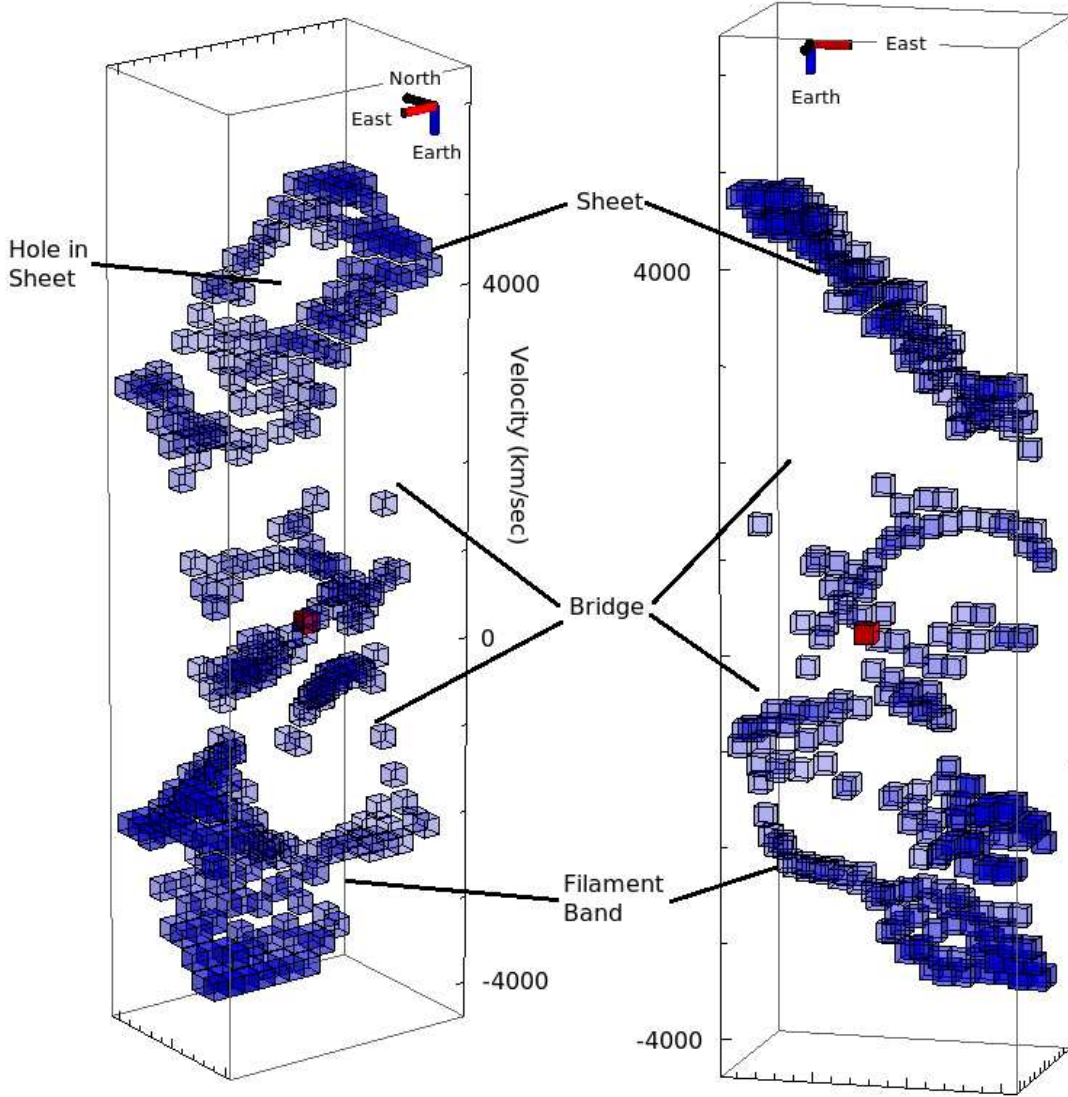 North
East
Earth
East
Earth
Sheet
Hole in
Sheet
4000
4000
Velocity (km/sec)
Bridge
0
Filament
Band
-4000
-4000